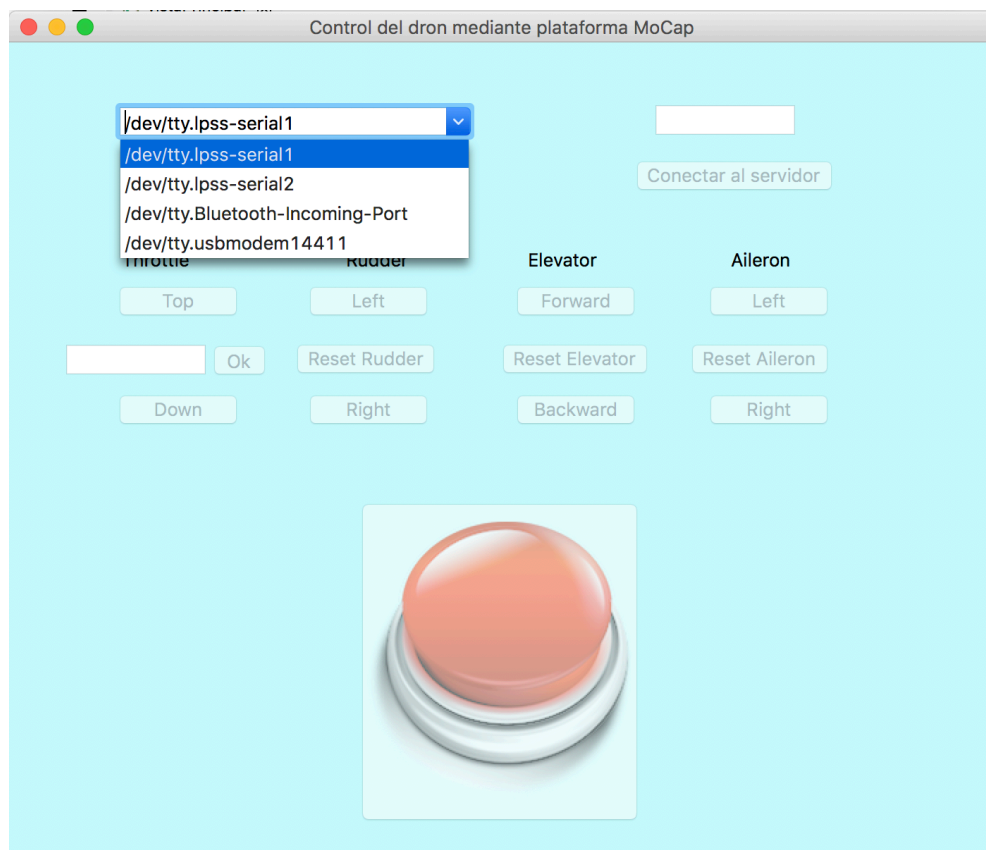 Control del dron mediante plataforma MoCap
/dev/tty.lpss-serial1
/dev/tty.lpss-serial1
/dev/tty.lpss-serial2
/dev/tty.Bluetooth-Incoming-Port
/dev/tty.usbmodem14411
Conectar al servidor
Throttle Rudder Elevator Aileron
Top Left Forward Left
Ok Reset Rudder Reset Elevator Reset Aileron
Down Right Backward Right